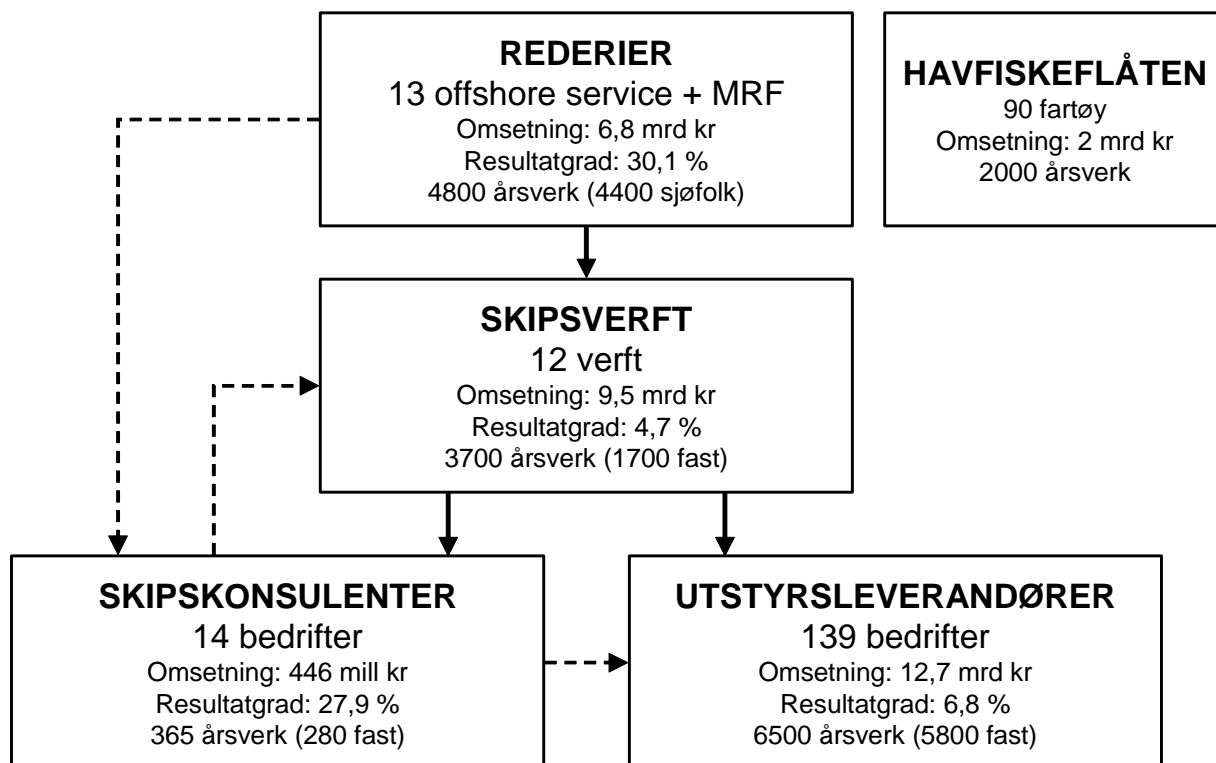 REDERIER
13 offshore service + MRF
Omsetning: 6,8 mrd kr
Resultatgrad: 30,1 %
4800 årsverk (4400 sjøfolk)
HAVFISKEFLÅTEN
90 fartøy
Omsetning: 2 mrd kr
2000 årsverk
SKIPSVERFT
12 verft
Omsetning: 9,5 mrd kr
Resultatgrad: 4,7 %
3700 årsverk (1700 fast)
SKIPSKONSULENTER
14 bedrifter
Omsetning: 446 mill kr
Resultatgrad: 27,9 %
365 årsverk (280 fast)
UTSTYRSLEVERANDØRER
139 bedrifter
Omsetning: 12,7 mrd kr
Resultatgrad: 6,8 %
6500 årsverk (5800 fast)